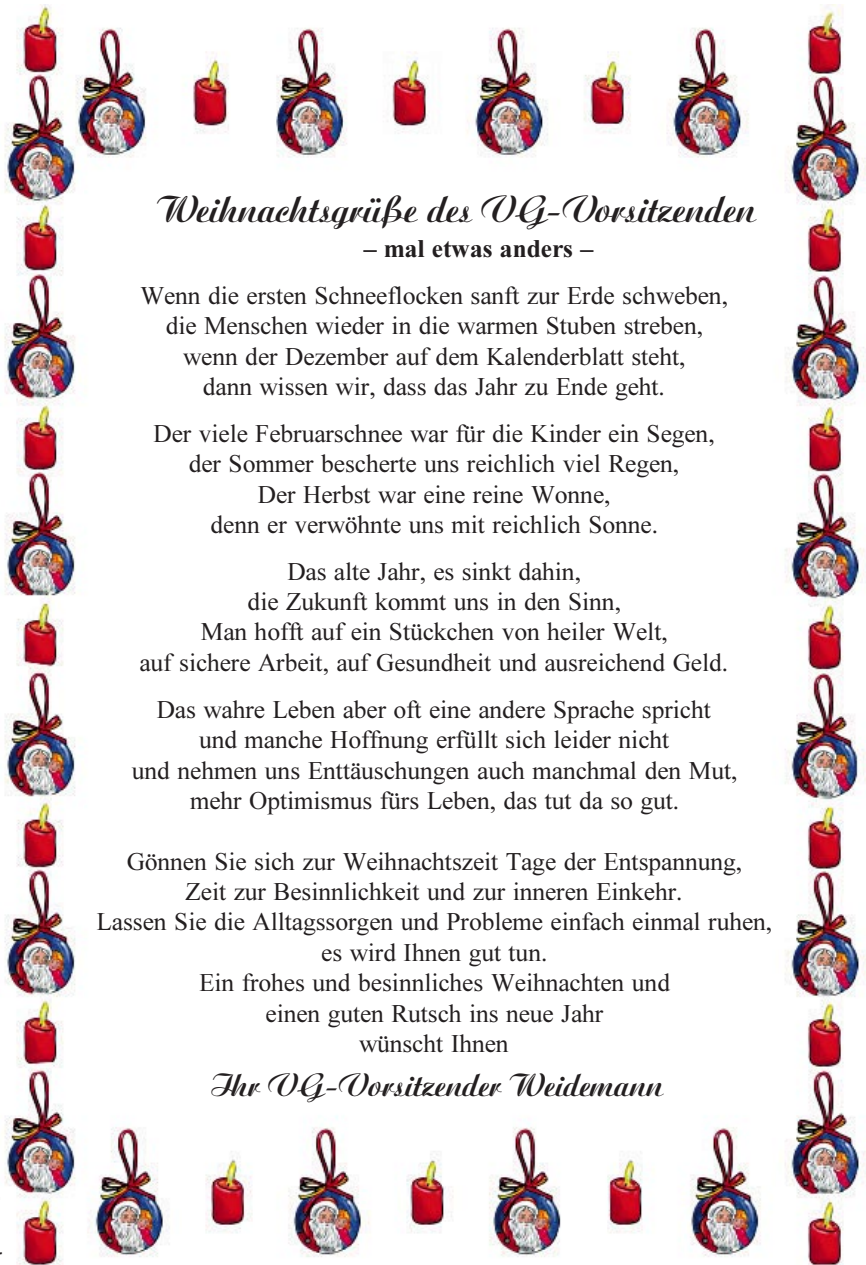 Weihnachtsgrüße des VG-Vorsitzenden
– mal etwas anders –
Wenn die ersten Schneeflocken sanft zur Erde schweben,
die Menschen wieder in die warmen Stuben streben,
wenn der Dezember auf dem Kalenderblatt steht,
dann wissen wir, dass das Jahr zu Ende geht.
Der viele Februarschnee war für die Kinder ein Segen,
der Sommer bescherte uns reichlich viel Regen,
Der Herbst war eine reine Wonne,
denn er verwöhnte uns mit reichlich Sonne.
Das alte Jahr, es sinkt dahin,
die Zukunft kommt uns in den Sinn,
Man hofft auf ein Stückchen von heiler Welt,
auf sichere Arbeit, auf Gesundheit und ausreichend Geld.
Das wahre Leben aber oft eine andere Sprache spricht
und manche Hoffnung erfüllt sich leider nicht
und nehmen uns Enttäuschungen auch manchmal den Mut,
mehr Optimismus fürs Leben, das tut da so gut.
Gönnen Sie sich zur Weihnachtszeit Tage der Entspannung,
Zeit zur Besinnlichkeit und zur inneren Einkehr.
Lassen Sie die Alltagssorgen und Probleme einfach einmal ruhen,
es wird Ihnen gut tun.
Ein frohes und besinnliches Weihnachten und
einen guten Rutsch ins neue Jahr
wünscht Ihnen
Ihr VG-Vorsitzender Weidemann